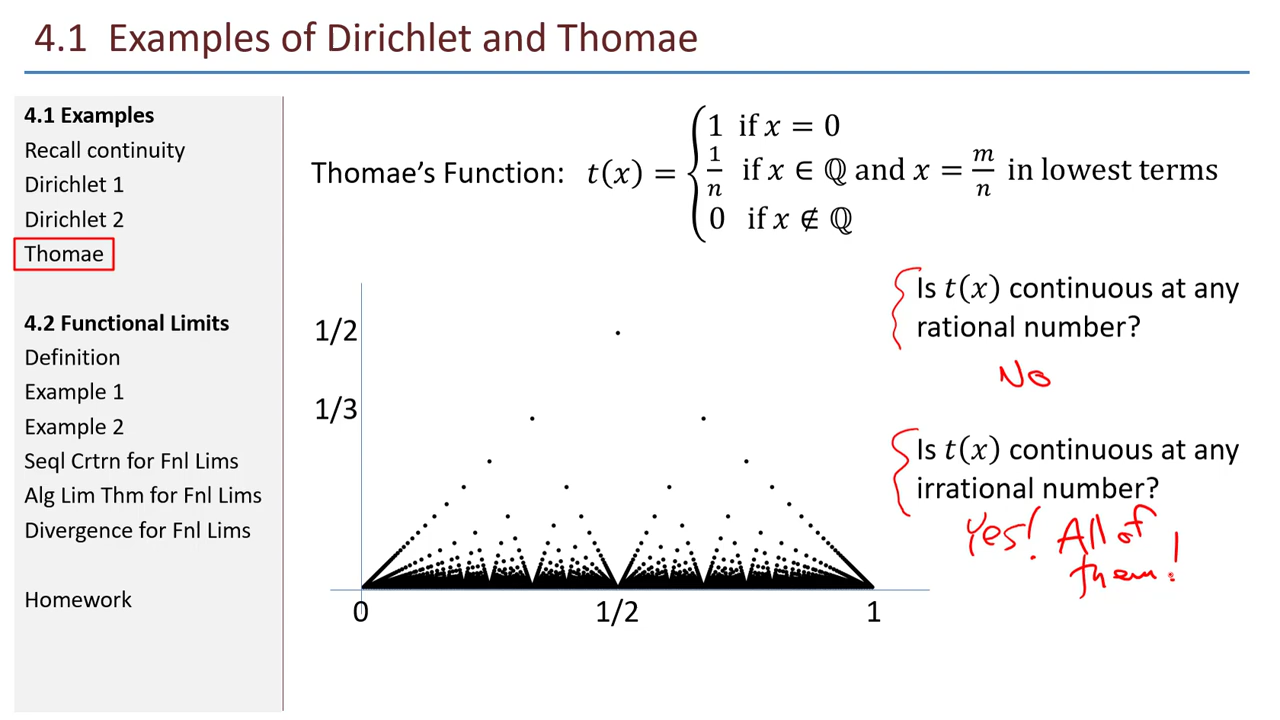 4.1 Examples of Dirichlet and Thomae
4.1 Examples
Recall continuity
Dirichlet 1
Dirichlet 2
Thomae
4.2 Functional Limits
Definition
Example 1
Example 2
Seql Crtrn for Fnl Lims
Alg Lim Thm for Fnl Lims
Divergence for Fnl Lims
Homework
1 if x = 0
Thomae's Function: t(x) = { 1/n if x ∈ ℚ and x = m/n in lowest terms
0 if x ∉ ℚ
1/2
1/3
0
1/2
1
Is t(x) continuous at any
rational number?
No
Is t(x) continuous at any
irrational number?
Yes! All of
them!